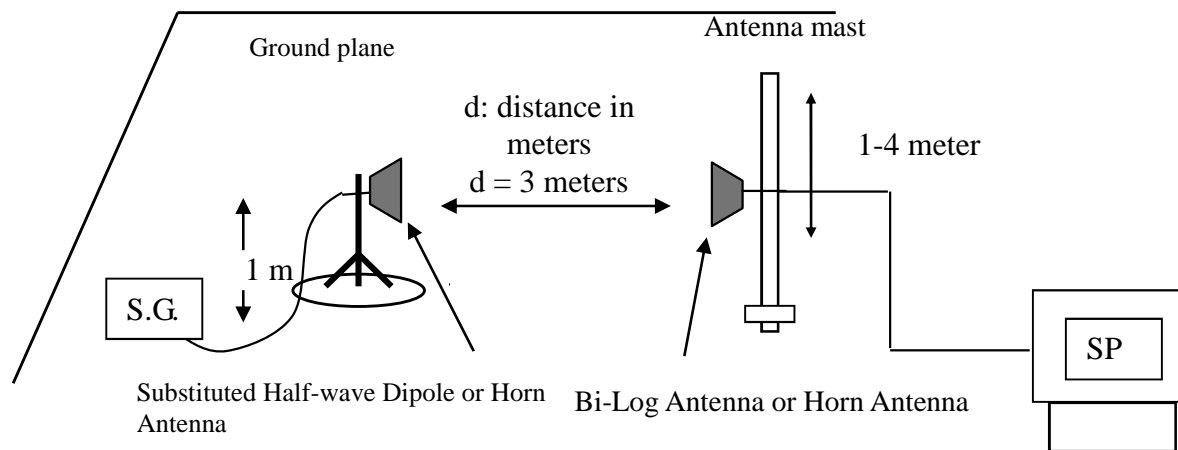 Antenna mast
Ground plane
d: distance in
meters
d = 3 meters
1-4 meter
1 m
S.G.
SP
Substituted Half-wave Dipole or Horn
Antenna
Bi-Log Antenna or Horn Antenna